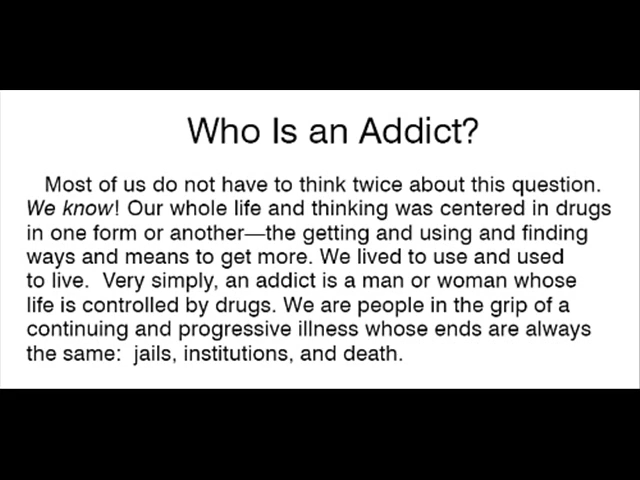 Who Is an Addict?
Most of us do not have to think twice about this question.
We know! Our whole life and thinking was centered in drugs
in one form or another—the getting and using and finding
ways and means to get more. We lived to use and used
to live.  Very simply, an addict is a man or woman whose
life is controlled by drugs. We are people in the grip of a
continuing and progressive illness whose ends are always
the same:  jails, institutions, and death.